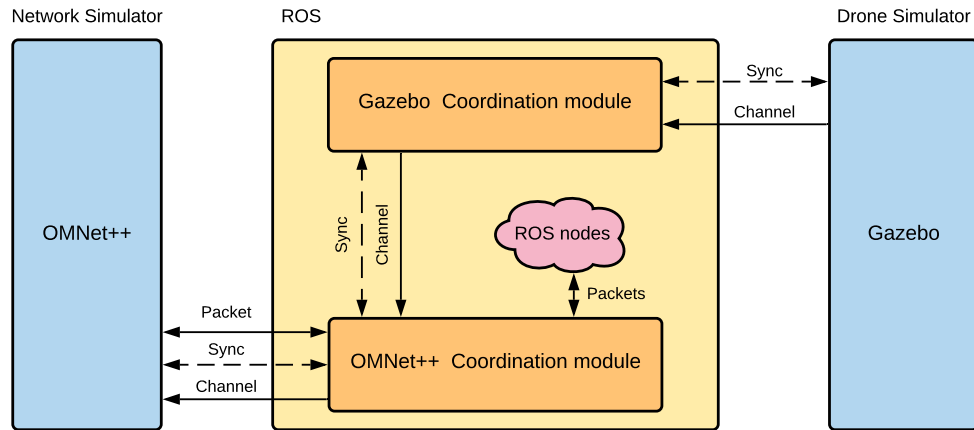 Network Simulator
ROS
Drone Simulator
Gazebo Coordination module
Sync
Channel
Sync
Channel
ROS nodes
OMNet++
Gazebo
Packets
Packet
Sync
Channel
OMNet++ Coordination module